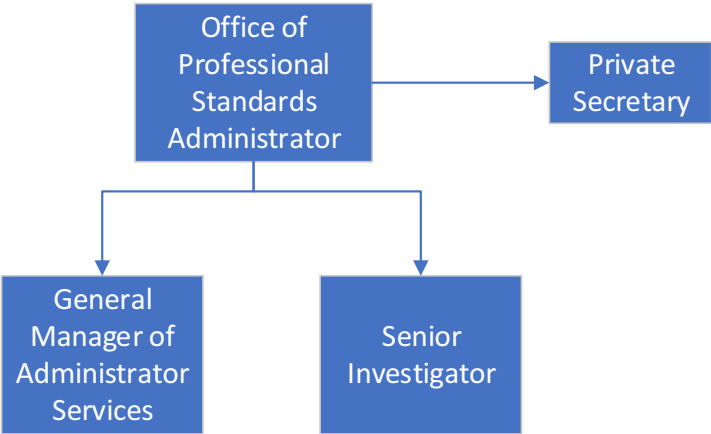 Office of
Professional
Standards
Administrator
Private
Secretary
General
Manager of
Administrator
Services
Senior
Investigator